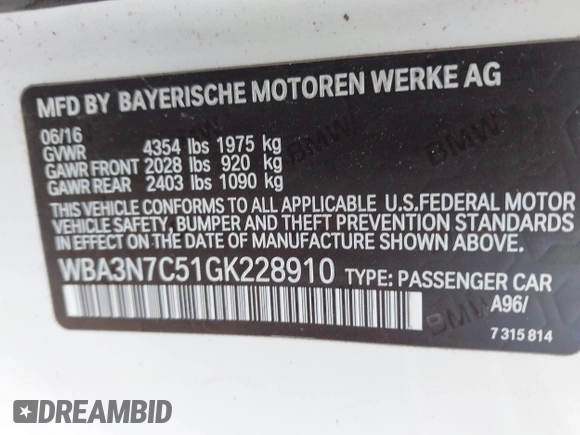 MFD BY BAYERISCHE MOTOREN WERKE AG
06/16
GVWR 4354 lbs 1975 kg
GAWR FRONT 2028 lbs 920 kg
GAWR REAR 2403 lbs 1090 kg
THIS VEHICLE CONFORMS TO ALL APPLICABLE U.S.FEDERAL MOTOR
VEHICLE SAFETY, BUMPER AND THEFT PREVENTION STANDARDS
IN EFFECT ON THE DATE OF MANUFACTURE SHOWN ABOVE.
WBA3N7C51GK228910 TYPE: PASSENGER CAR
A96/
7 315 814
BMW
BMW
BMW
DREAMBID